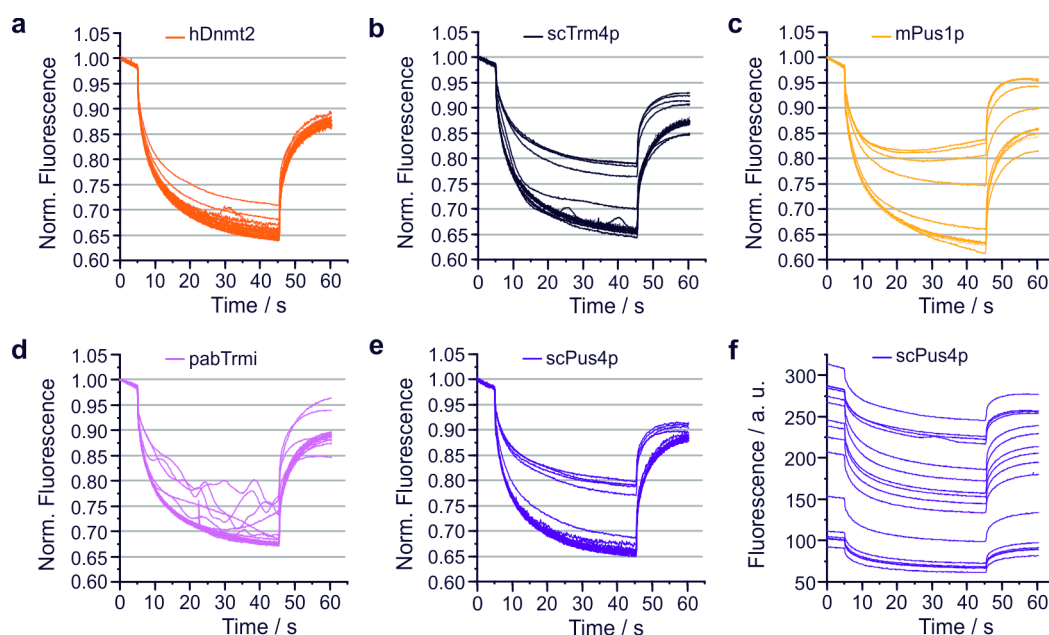 a
hDnmt2
Norm. Fluorescence
1.05
1.00
0.95
0.90
0.85
0.80
0.75
0.70
0.65
0.60
0 10 20 30 40 50 60
Time / s
b
scTrm4p
Norm. Fluorescence
1.05
1.00
0.95
0.90
0.85
0.80
0.75
0.70
0.65
0.60
0 10 20 30 40 50 60
Time / s
c
mPus1p
Norm. Fluorescence
1.05
1.00
0.95
0.90
0.85
0.80
0.75
0.70
0.65
0.60
0 10 20 30 40 50 60
Time / s
d
pabTrmi
Norm. Fluorescence
1.05
1.00
0.95
0.90
0.85
0.80
0.75
0.70
0.65
0.60
0 10 20 30 40 50 60
Time / s
e
scPus4p
Norm. Fluorescence
1.05
1.00
0.95
0.90
0.85
0.80
0.75
0.70
0.65
0.60
0 10 20 30 40 50 60
Time / s
f
scPus4p
Fluorescence / a. u.
300
250
200
150
100
50
0 10 20 30 40 50 60
Time / s